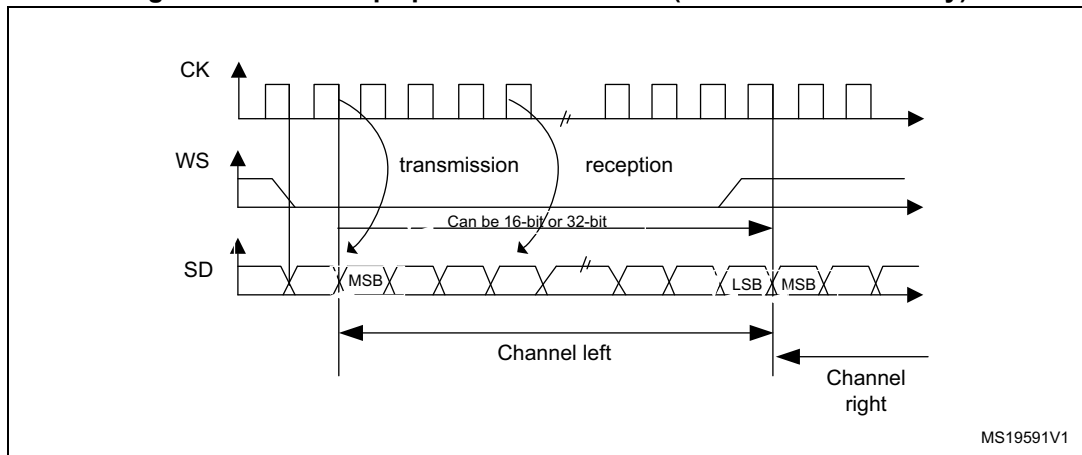 CK
WS
transmission
reception
Can be 16-bit or 32-bit
SD
MSB
LSB
MSB
Channel left
Channel
right
MS19591V1